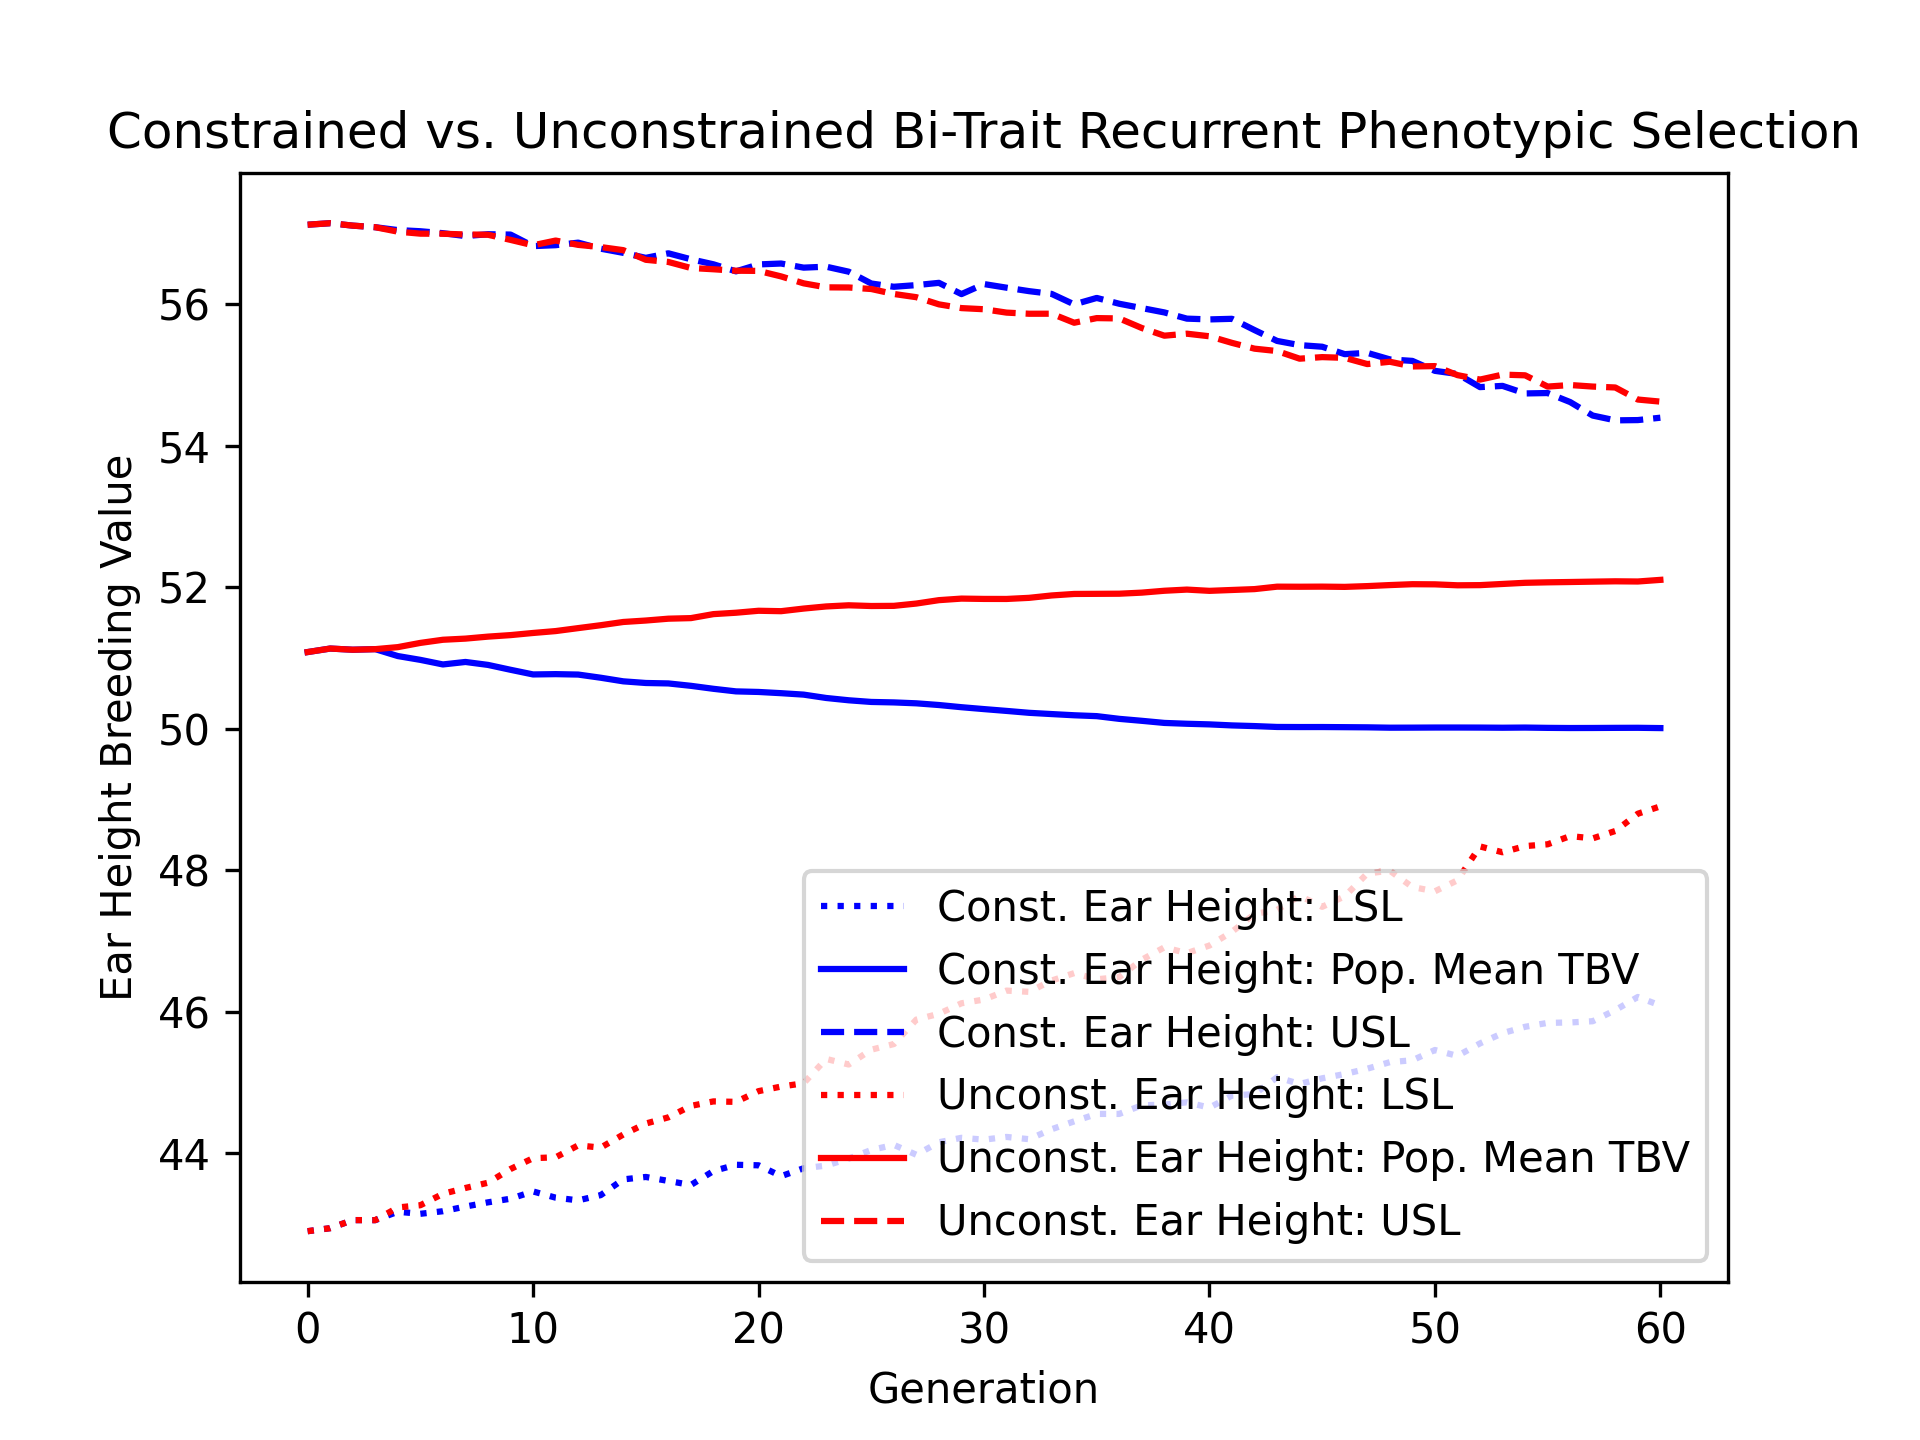 Constrained vs. Unconstrained Bi-Trait Recurrent Phenotypic Selection
Ear Height Breeding Value
56
54
52
50
48
46
44
Const. Ear Height: LSL
Const. Ear Height: Pop. Mean TBV
Const. Ear Height: USL
Unconst. Ear Height: LSL
Unconst. Ear Height: Pop. Mean TBV
Unconst. Ear Height: USL
0 10 20 30 40 50 60
Generation